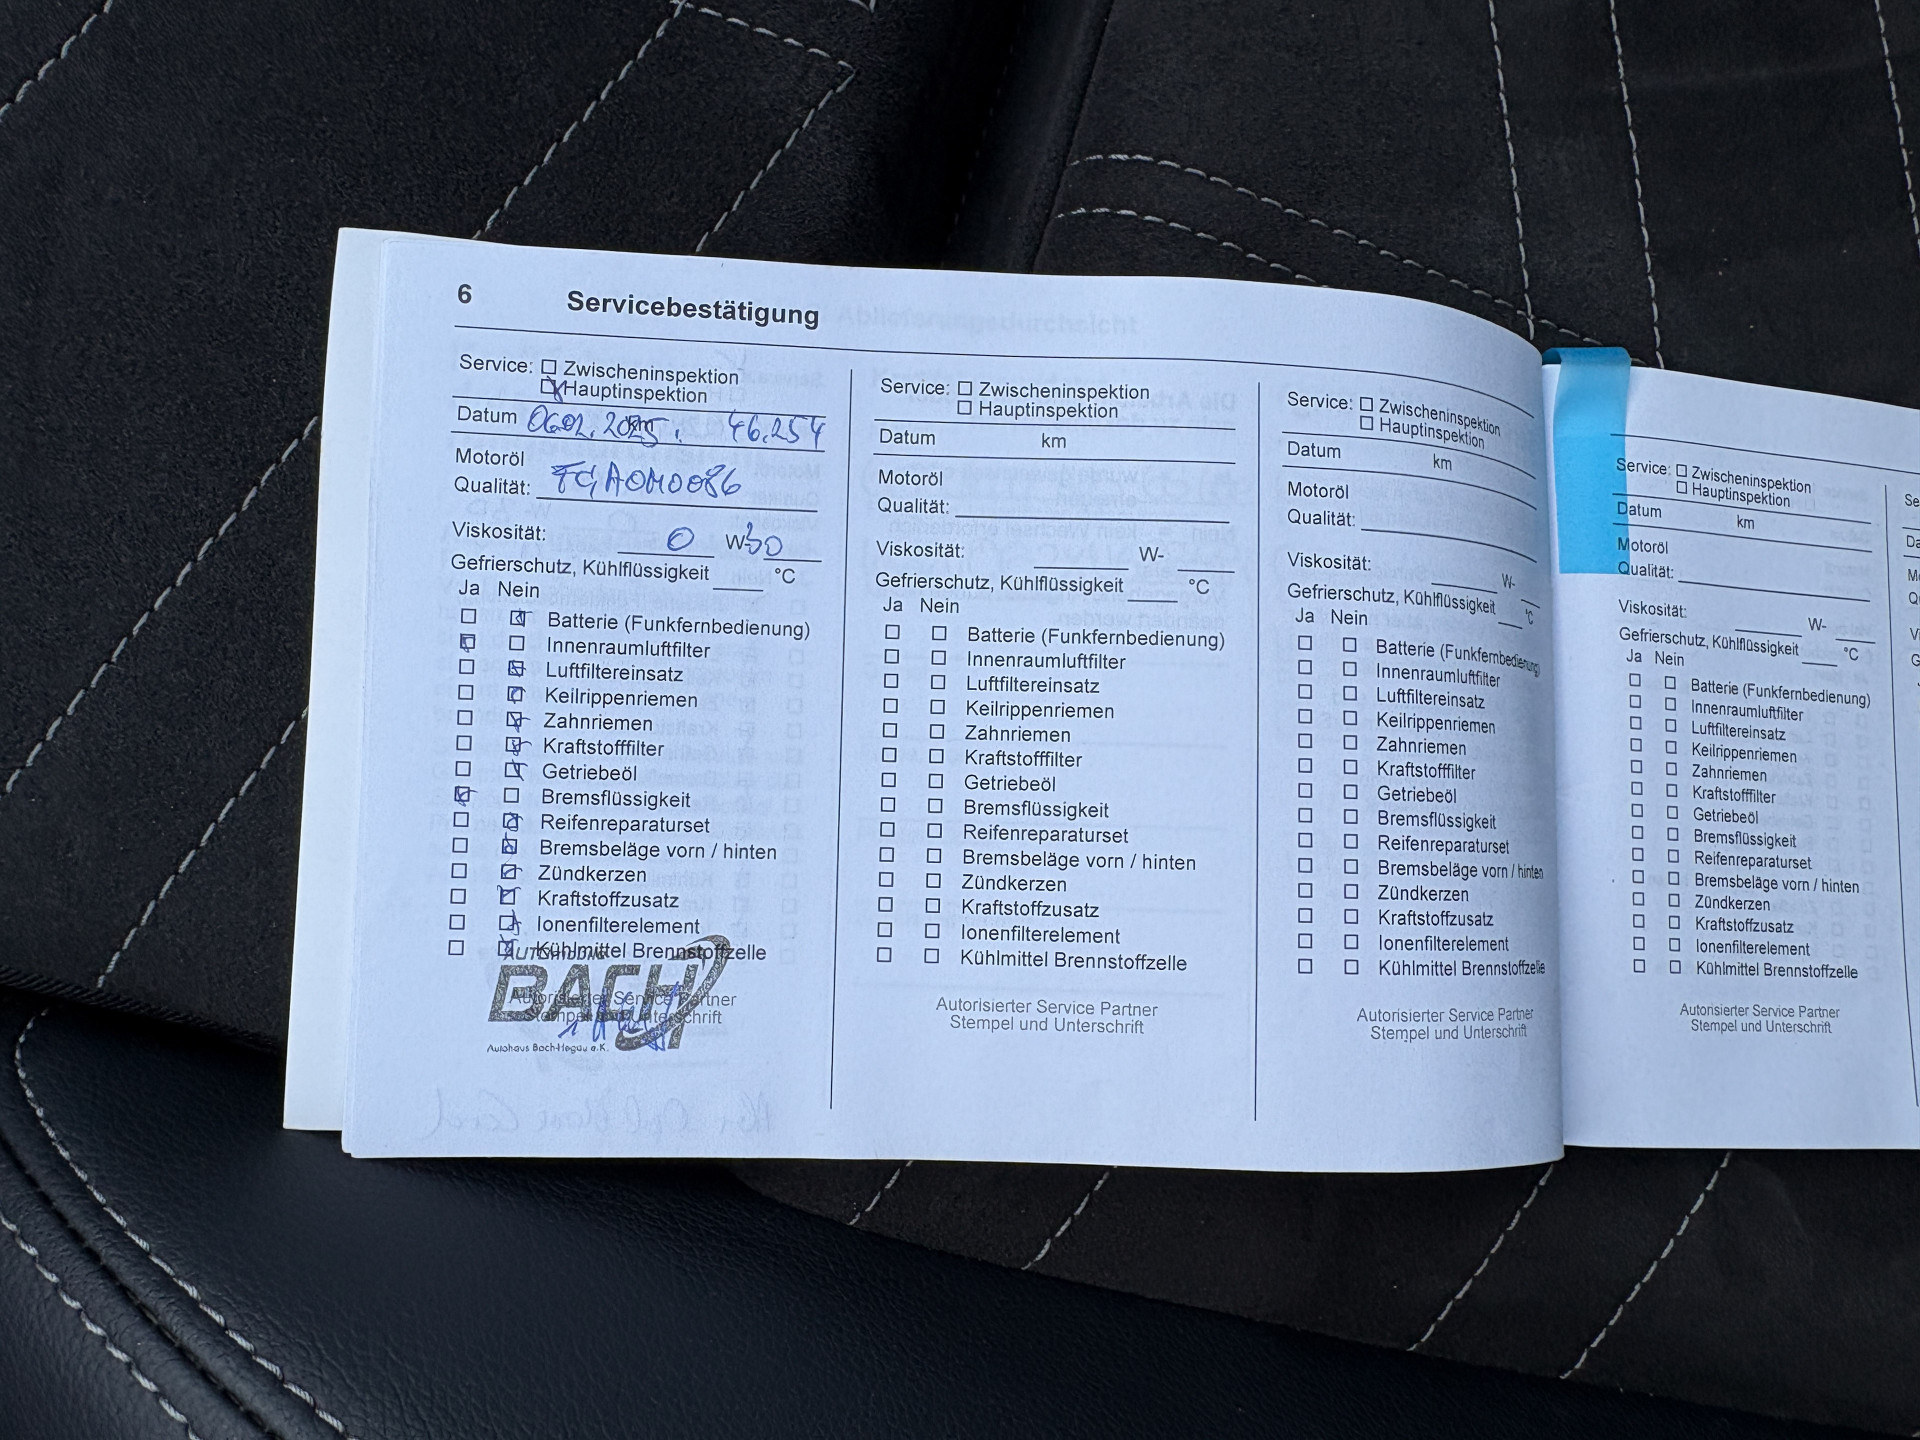 6 Servicebestätigung
Service: ☐ Zwischeninspektion
☒ Hauptinspektion
Datum 06.02.2025 km 46.254
Motoröl
Qualität:
Viskosität: 0 W-30
Gefrierschutz, Kühlflüssigkeit °C
Ja Nein
☐ ☒ Batterie (Funkfernbedienung)
☒ ☐ Innenraumluftfilter
☐ ☒ Luftfiltereinsatz
☐ ☒ Keilrippenriemen
☐ ☒ Zahnriemen
☐ ☒ Kraftstofffilter
☐ ☒ Getriebeöl
☒ ☐ Bremsflüssigkeit
☐ ☒ Reifenreparaturset
☐ ☒ Bremsbeläge vorn / hinten
☐ ☒ Zündkerzen
☐ ☒ Kraftstoffzusatz
☐ ☒ Ionenfilterelement
☐ ☒ Kühlmittel Brennstoffzelle
AUTOmobile
BACH
Autorisierter Service Partner
Stempel und Unterschrift
Autohaus Bach-Hegau e.K.
Service: ☐ Zwischeninspektion
☐ Hauptinspektion
Datum km
Motoröl
Qualität:
Viskosität: W-
Gefrierschutz, Kühlflüssigkeit °C
Ja Nein
☐ ☐ Batterie (Funkfernbedienung)
☐ ☐ Innenraumluftfilter
☐ ☐ Luftfiltereinsatz
☐ ☐ Keilrippenriemen
☐ ☐ Zahnriemen
☐ ☐ Kraftstofffilter
☐ ☐ Getriebeöl
☐ ☐ Bremsflüssigkeit
☐ ☐ Reifenreparaturset
☐ ☐ Bremsbeläge vorn / hinten
☐ ☐ Zündkerzen
☐ ☐ Kraftstoffzusatz
☐ ☐ Ionenfilterelement
☐ ☐ Kühlmittel Brennstoffzelle
Autorisierter Service Partner
Stempel und Unterschrift
Service: ☐ Zwischeninspektion
☐ Hauptinspektion
Datum km
Motoröl
Qualität:
Viskosität: W-
Gefrierschutz, Kühlflüssigkeit °C
Ja Nein
☐ ☐ Batterie (Funkfernbedienung)
☐ ☐ Innenraumluftfilter
☐ ☐ Luftfiltereinsatz
☐ ☐ Keilrippenriemen
☐ ☐ Zahnriemen
☐ ☐ Kraftstofffilter
☐ ☐ Getriebeöl
☐ ☐ Bremsflüssigkeit
☐ ☐ Reifenreparaturset
☐ ☐ Bremsbeläge vorn / hinten
☐ ☐ Zündkerzen
☐ ☐ Kraftstoffzusatz
☐ ☐ Ionenfilterelement
☐ ☐ Kühlmittel Brennstoffzelle
Autorisierter Service Partner
Stempel und Unterschrift
Service: ☐ Zwischeninspektion
☐ Hauptinspektion
Datum km
Motoröl
Qualität:
Viskosität: W-
Gefrierschutz, Kühlflüssigkeit °C
Ja Nein
☐ ☐ Batterie (Funkfernbedienung)
☐ ☐ Innenraumluftfilter
☐ ☐ Luftfiltereinsatz
☐ ☐ Keilrippenriemen
☐ ☐ Zahnriemen
☐ ☐ Kraftstofffilter
☐ ☐ Getriebeöl
☐ ☐ Bremsflüssigkeit
☐ ☐ Reifenreparaturset
☐ ☐ Bremsbeläge vorn / hinten
☐ ☐ Zündkerzen
☐ ☐ Kraftstoffzusatz
☐ ☐ Ionenfilterelement
☐ ☐ Kühlmittel Brennstoffzelle
Autorisierter Service Partner
Stempel und Unterschrift